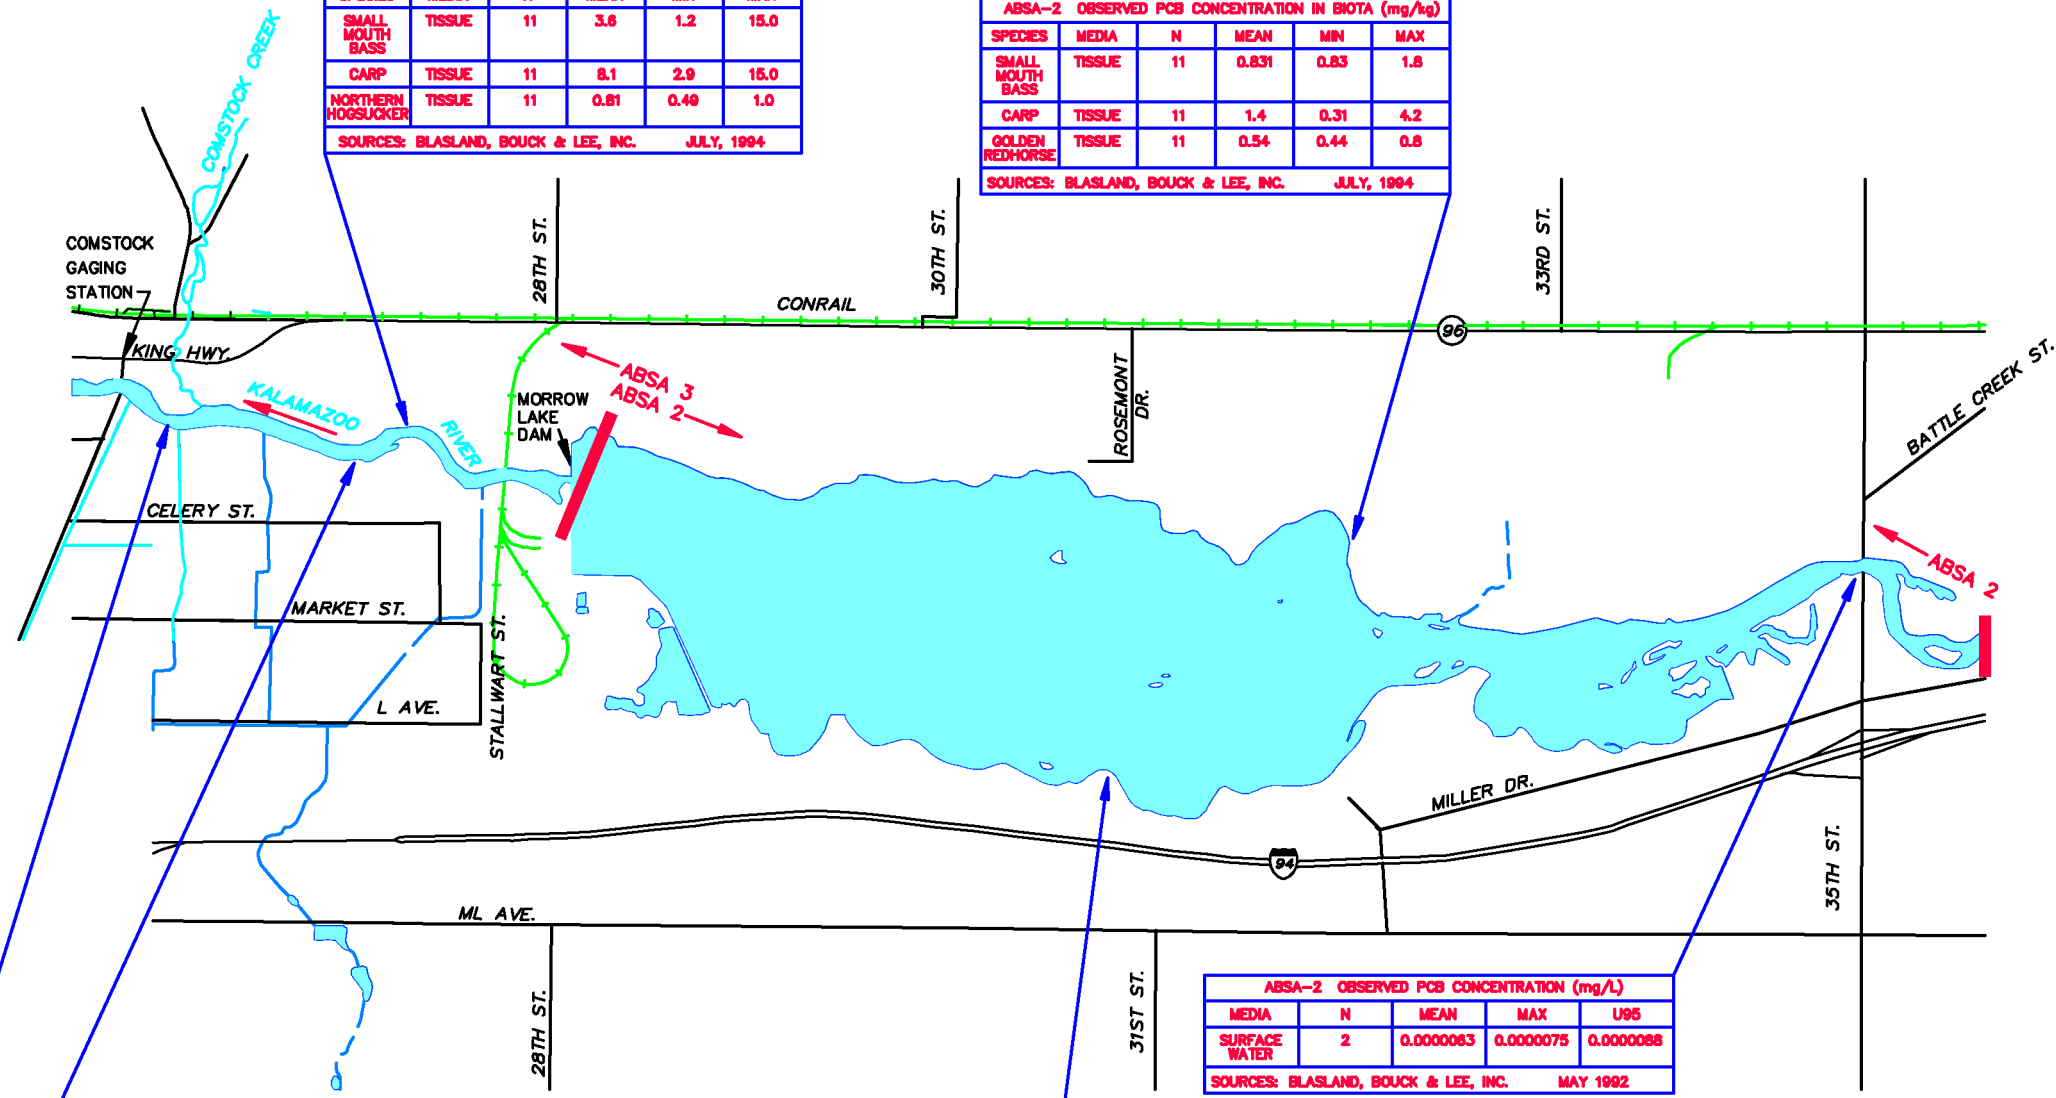 SMALL MOUTH BASS TISSUE 11 3.6 1.2 15.0
CARP TISSUE 11 8.1 2.9 15.0
NORTHERN HOGSUCKER TISSUE 11 0.81 0.49 1.0
SOURCES: BLASLAND, BOUCK & LEE, INC. JULY, 1994
ABSA-2 OBSERVED PCB CONCENTRATION IN BIOTA (mg/kg)
SPECIES MEDIA N MEAN MIN MAX
SMALL MOUTH BASS TISSUE 11 0.831 0.83 1.8
CARP TISSUE 11 1.4 0.31 4.2
GOLDEN REDHORSE TISSUE 11 0.54 0.44 0.8
SOURCES: BLASLAND, BOUCK & LEE, INC. JULY, 1994
COMSTOCK CREEK
COMSTOCK
GAGING
STATION
28TH ST.
30TH ST.
33RD ST.
CONRAIL
96
KING HWY.
KALAMAZOO
RIVER
ABSA 3
ABSA 2
MORROW
LAKE
DAM
ROSEMONT
DR.
BATTLE CREEK ST.
ABSA 2
CELERY ST.
MARKET ST.
L AVE.
STALLWART ST.
MILLER DR.
94
35TH ST.
ML AVE.
28TH ST.
31ST ST.
ABSA-2 OBSERVED PCB CONCENTRATION (mg/L)
MEDIA N MEAN MAX U95
SURFACE WATER 2 0.0000063 0.0000075 0.0000088
SOURCES: BLASLAND, BOUCK & LEE, INC. MAY 1992